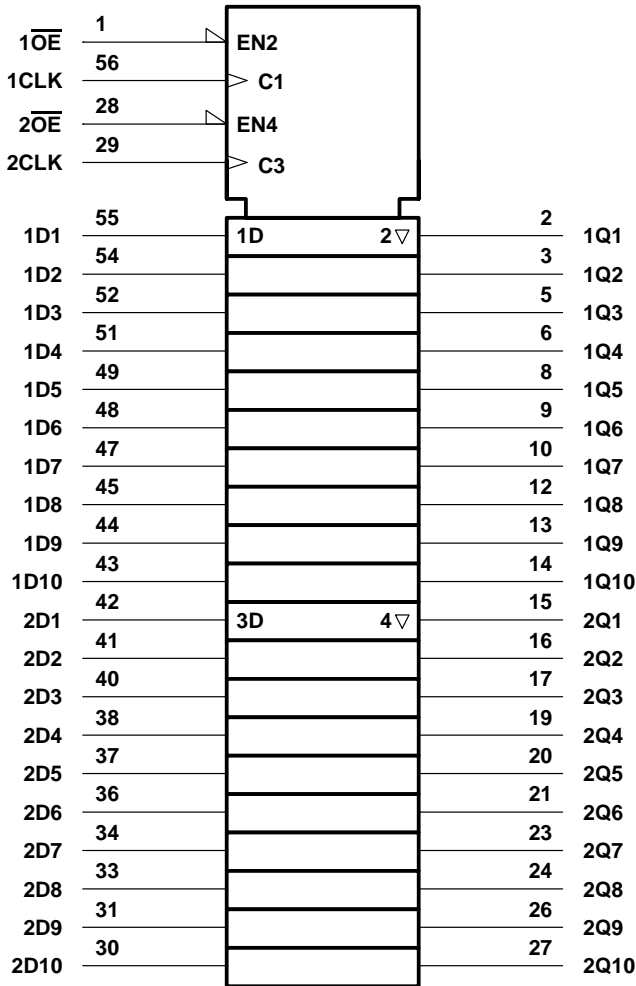 1
1OE EN2
56
1CLK C1
28
2OE EN4
29
2CLK C3
55 2
1D1 1D 2▽ 1Q1
54 3
1D2 1Q2
52 5
1D3 1Q3
51 6
1D4 1Q4
49 8
1D5 1Q5
48 9
1D6 1Q6
47 10
1D7 1Q7
45 12
1D8 1Q8
44 13
1D9 1Q9
43 14
1D10 1Q10
42 15
2D1 3D 4▽ 2Q1
41 16
2D2 2Q2
40 17
2D3 2Q3
38 19
2D4 2Q4
37 20
2D5 2Q5
36 21
2D6 2Q6
34 23
2D7 2Q7
33 24
2D8 2Q8
31 26
2D9 2Q9
30 27
2D10 2Q10